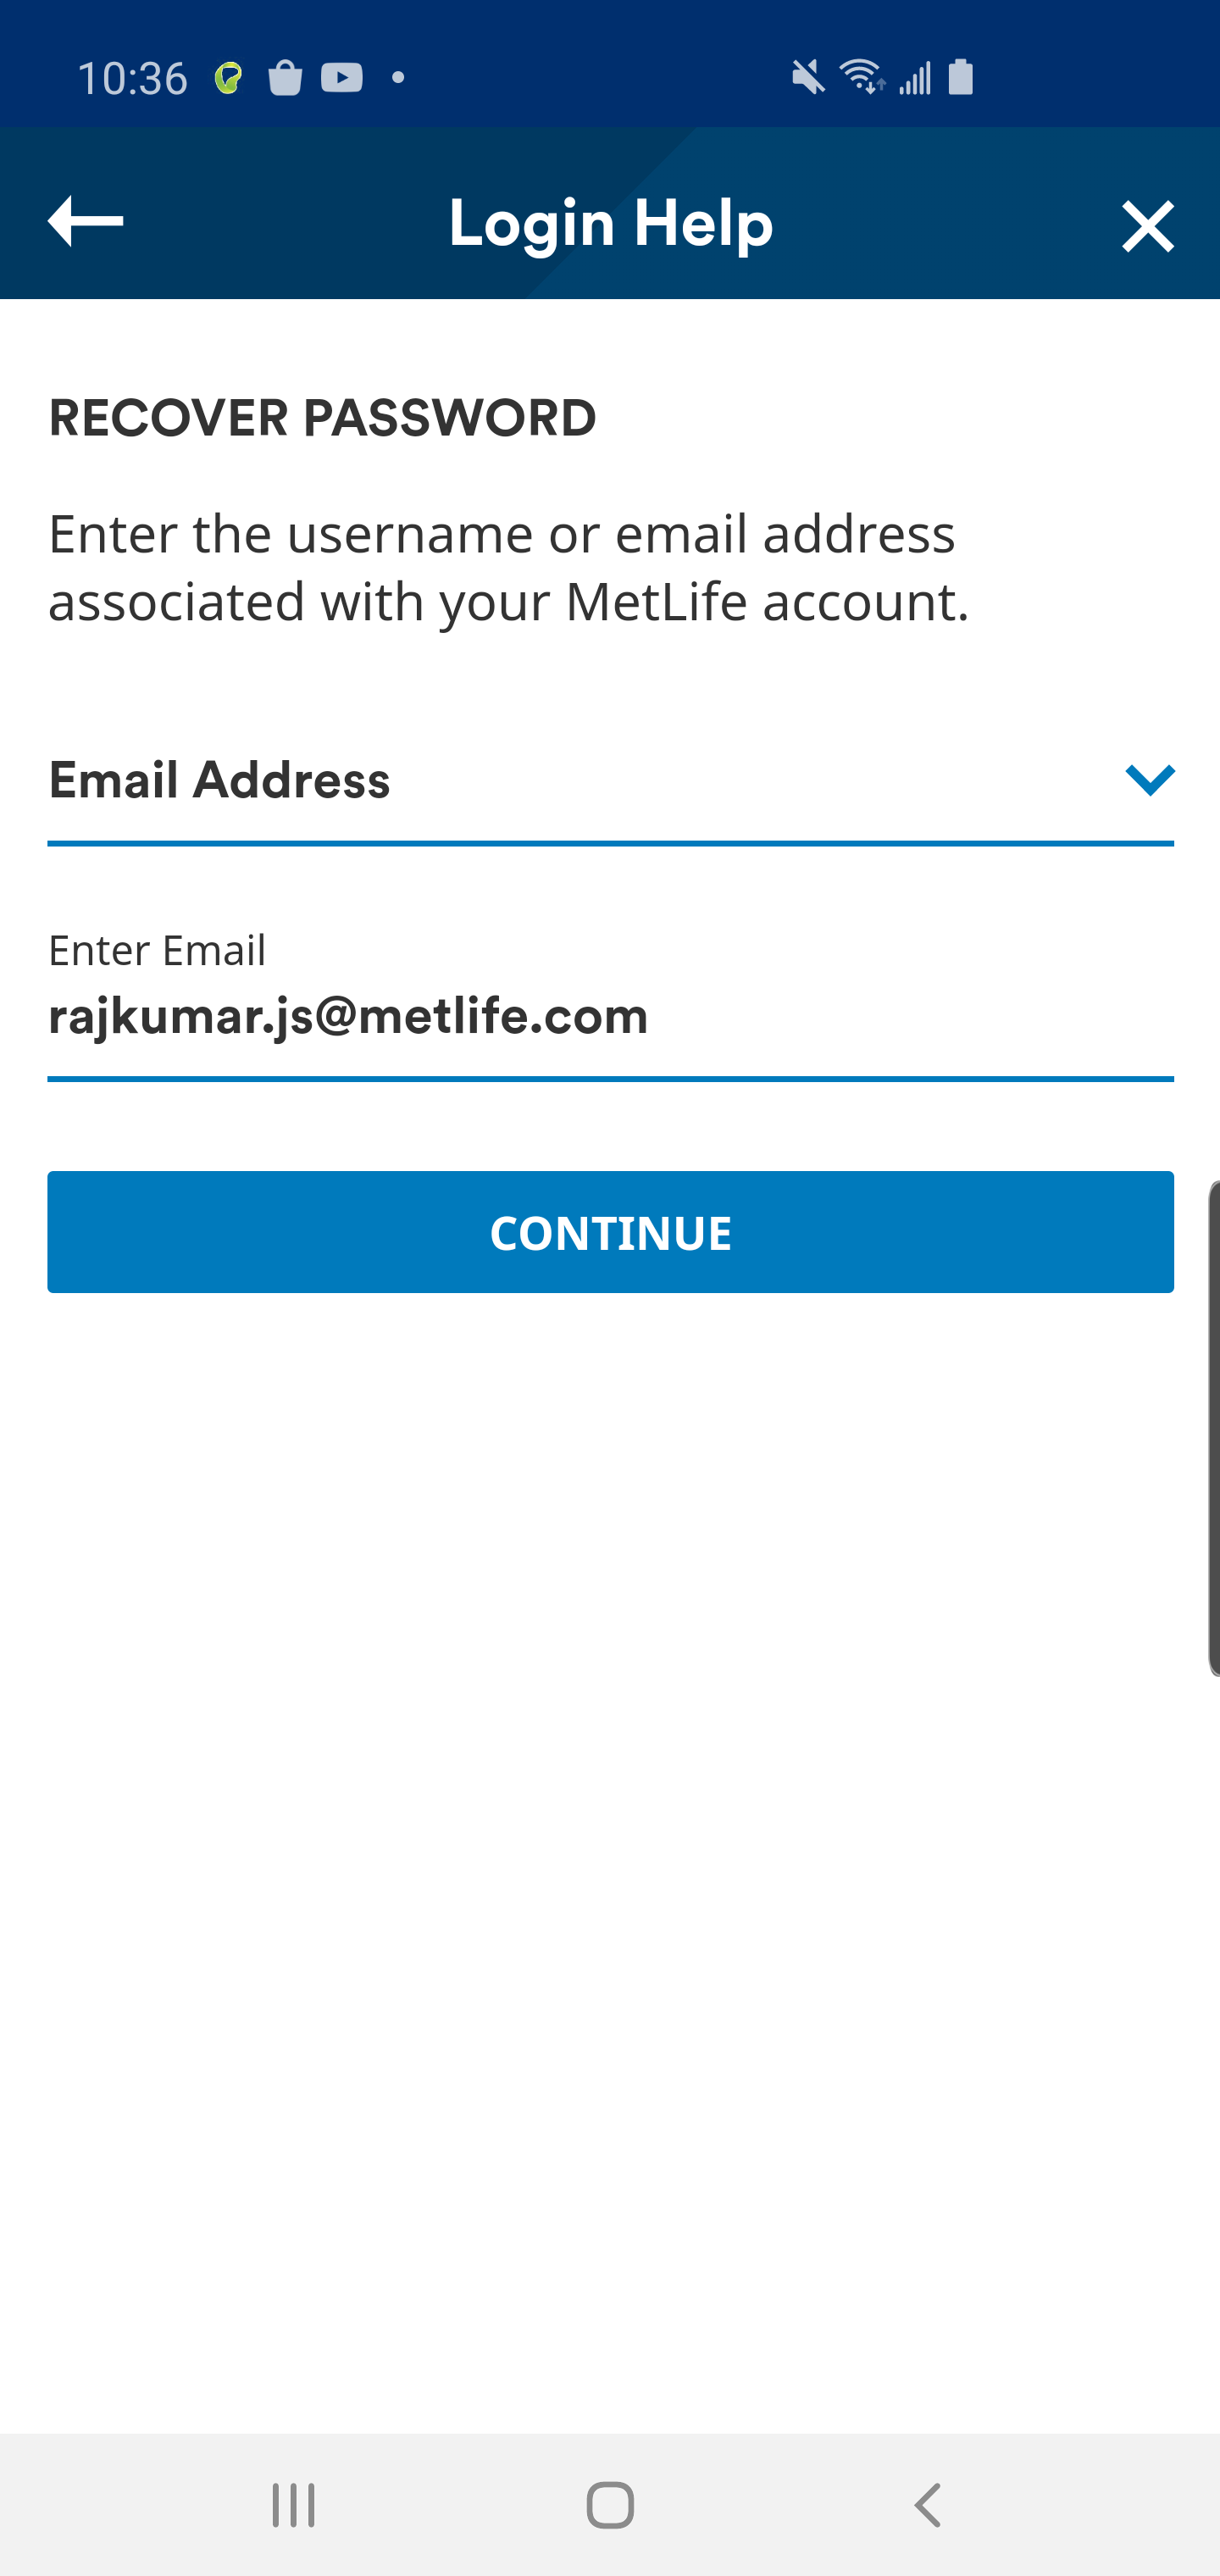 10:36
Login Help
RECOVER PASSWORD
Enter the username or email address
associated with your MetLife account.
Email Address
Enter Email
rajkumar.js@metlife.com
CONTINUE